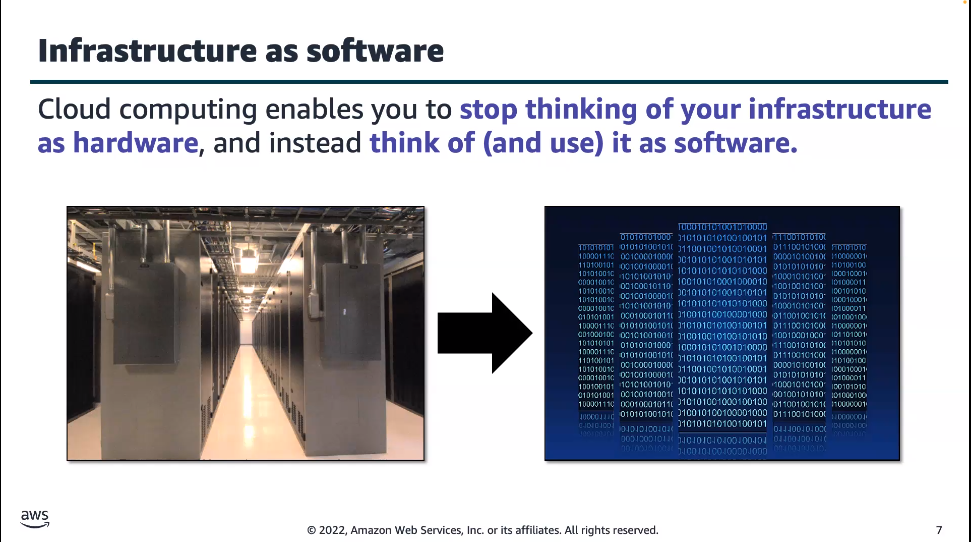 Infrastructure as software
Cloud computing enables you to stop thinking of your infrastructure
as hardware, and instead think of (and use) it as software.
aws
© 2022, Amazon Web Services, Inc. or its affiliates. All rights reserved.
7